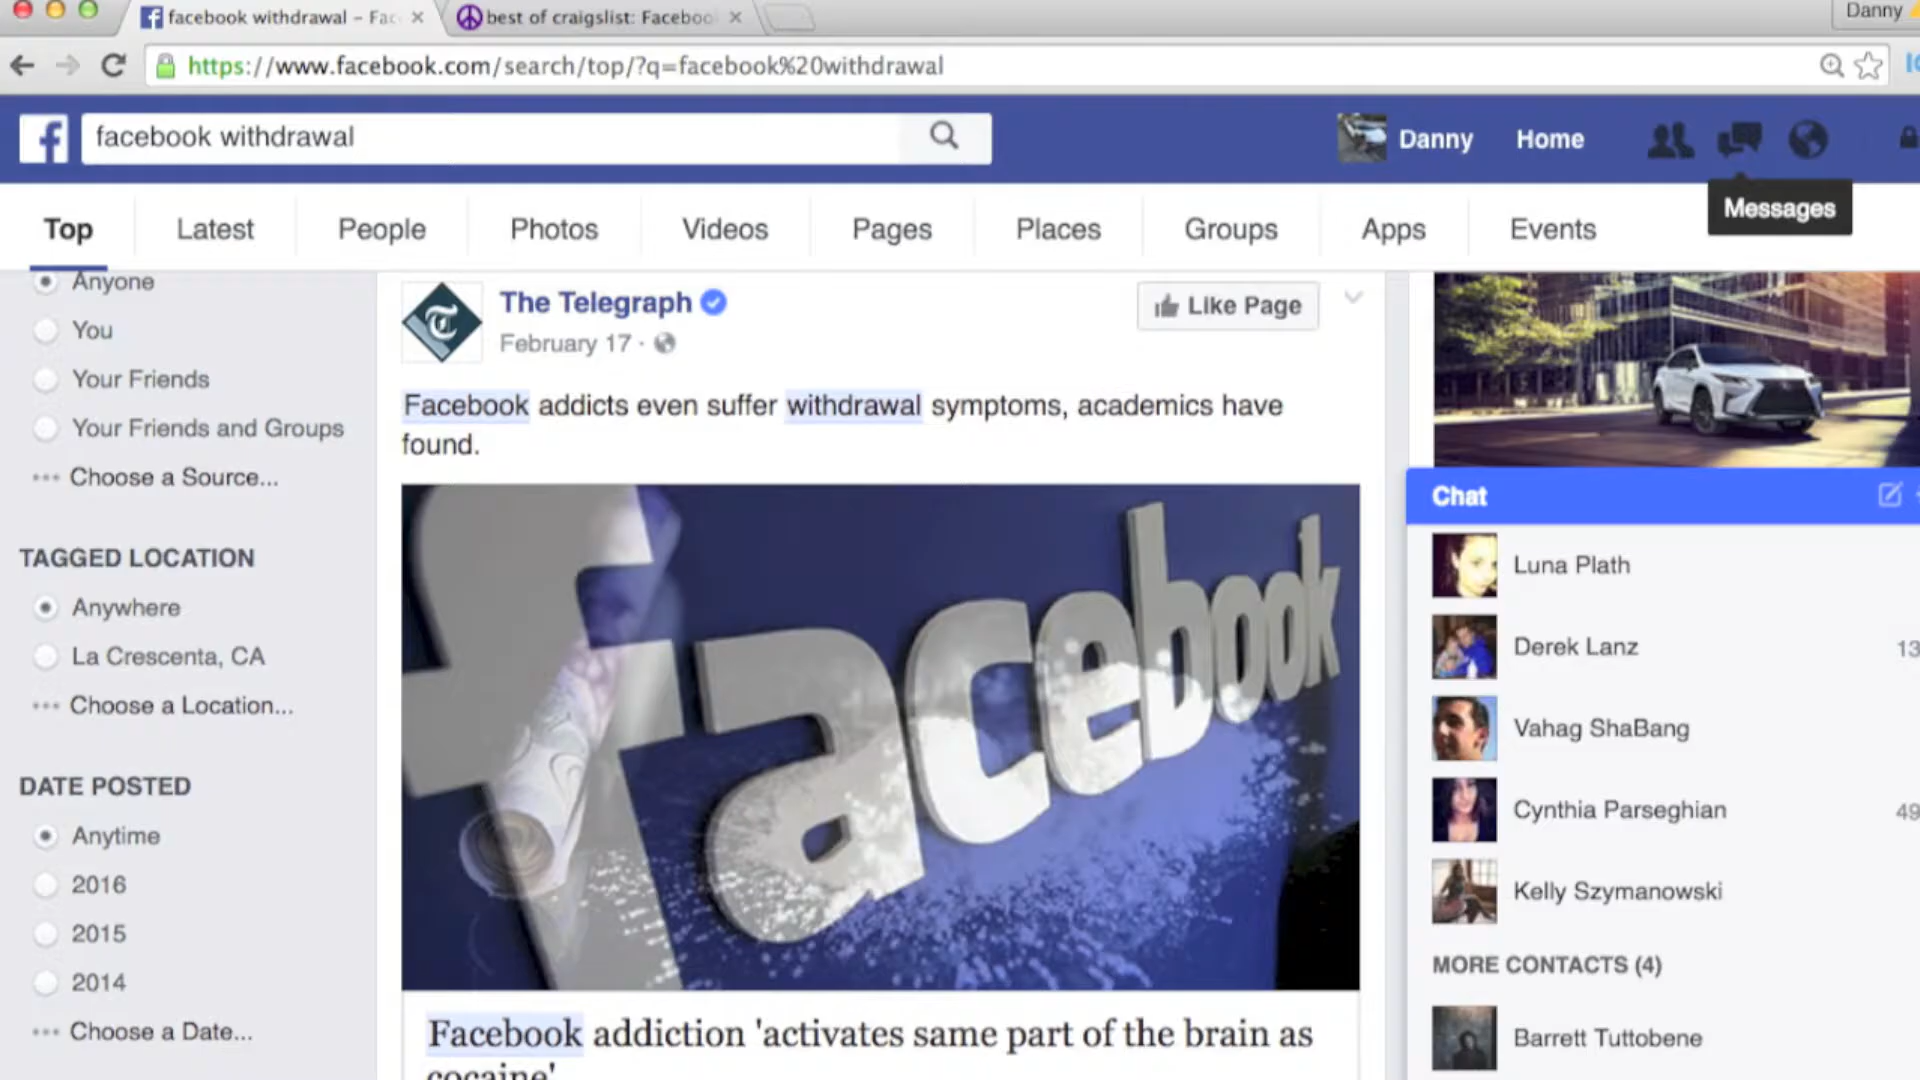 facebook withdrawal – Fac
best of craigslist: Faceboo
Danny
https://www.facebook.com/search/top/?q=facebook%20withdrawal
facebook withdrawal
Danny
Home
Messages
Top
Latest
People
Photos
Videos
Pages
Places
Groups
Apps
Events
Anyone
You
Your Friends
Your Friends and Groups
Choose a Source...
TAGGED LOCATION
Anywhere
La Crescenta, CA
Choose a Location...
DATE POSTED
Anytime
2016
2015
2014
Choose a Date...
The Telegraph
February 17 ·
Like Page
Facebook addicts even suffer withdrawal symptoms, academics have
found.
facebook
Facebook addiction 'activates same part of the brain as
cocaine'
Chat
Luna Plath
Derek Lanz
13
Vahag ShaBang
Cynthia Parseghian
49
Kelly Szymanowski
MORE CONTACTS (4)
Barrett Tuttobene